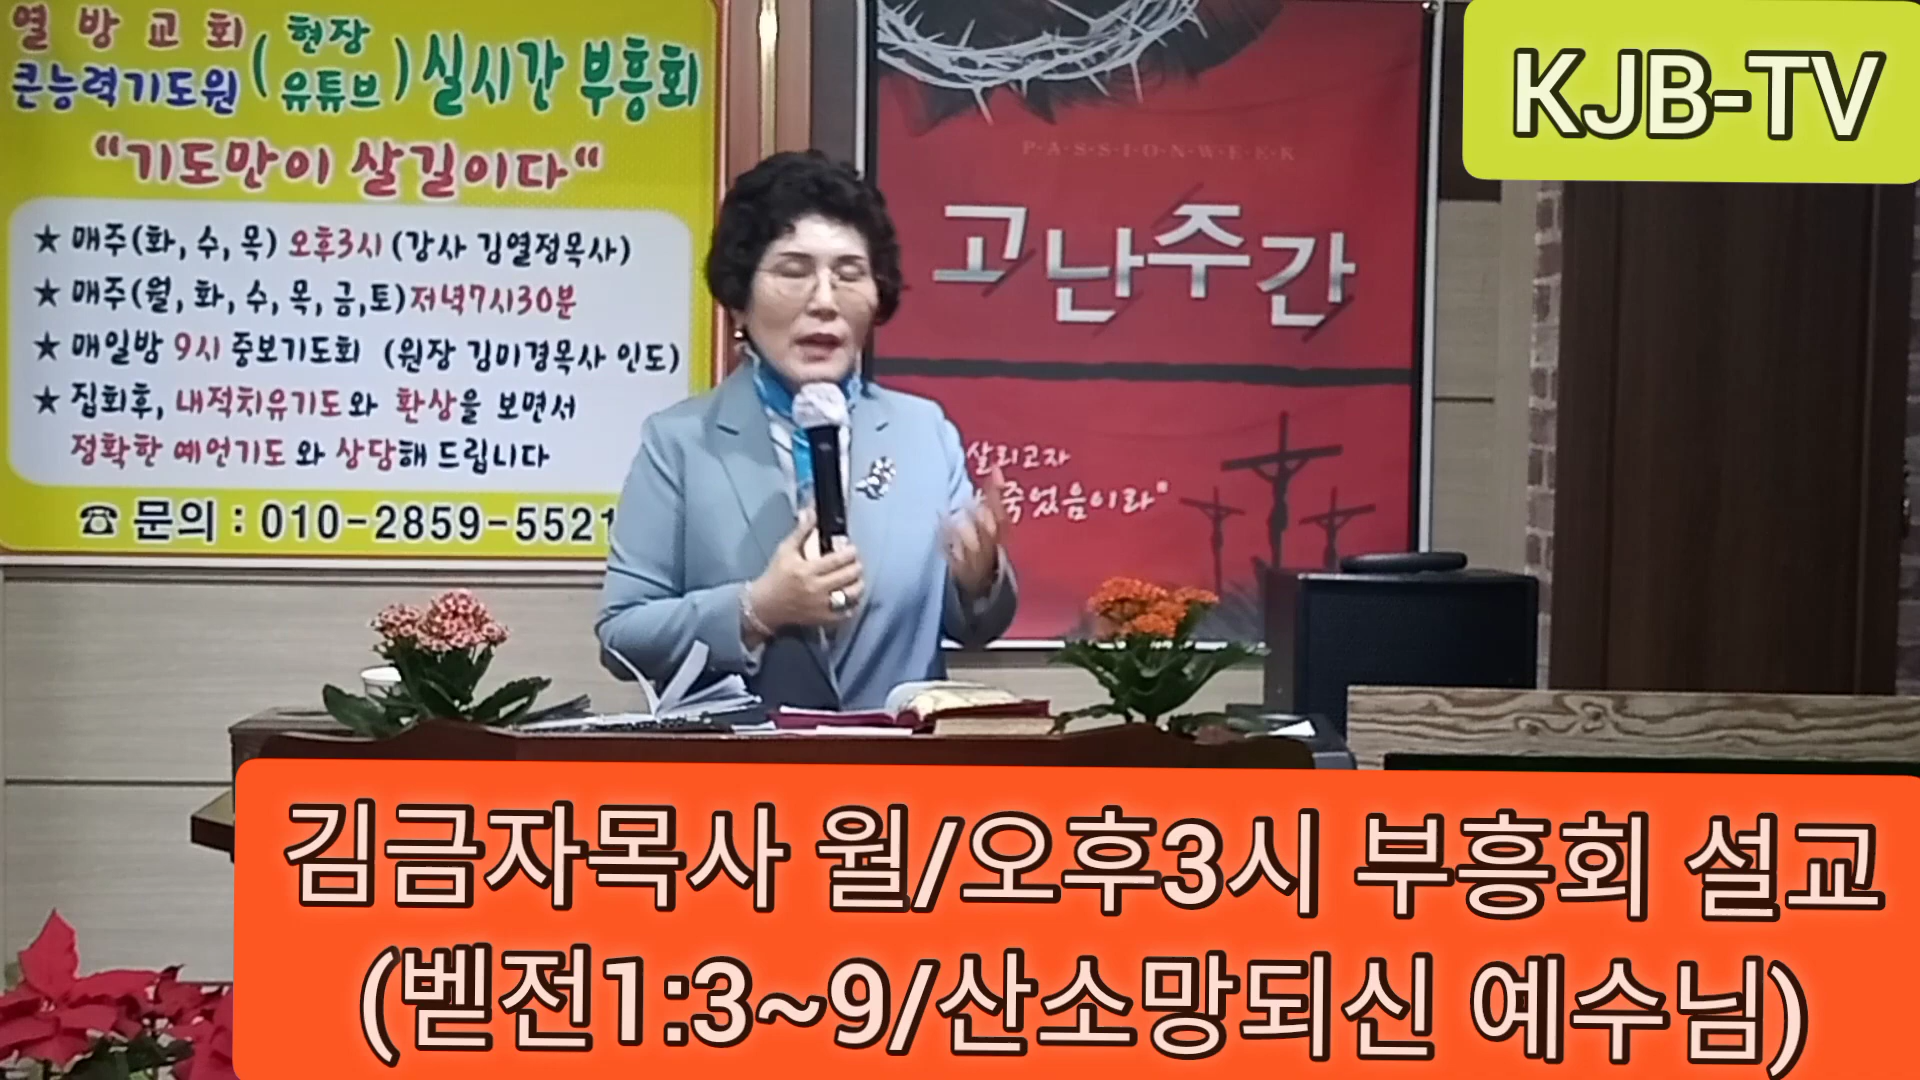 열방교회
큰능력기도원
(현장
유튜브)
실시간 부흥회
"기도만이 살길이다"
★ 매주(화, 수, 목) 오후3시 (강사 김열정목사)
★ 매주(월, 화, 수, 목, 금,토)저녁7시30분
★ 매일밤 9시 중보기도회 (원장 김미경목사 인도)
★ 집회후, 내적치유기도와 환상을 보면서
정확한 예언기도 와 상담해 드립니다
☎ 문의 : 010-2859-5521
P·A·S·S·I·O·N·W·E·E·K
고난주간
살리고자
죽었음이라"
KJB-TV
김금자목사 월/오후3시 부흥회 설교
(벧전1:3~9/산소망되신 예수님)